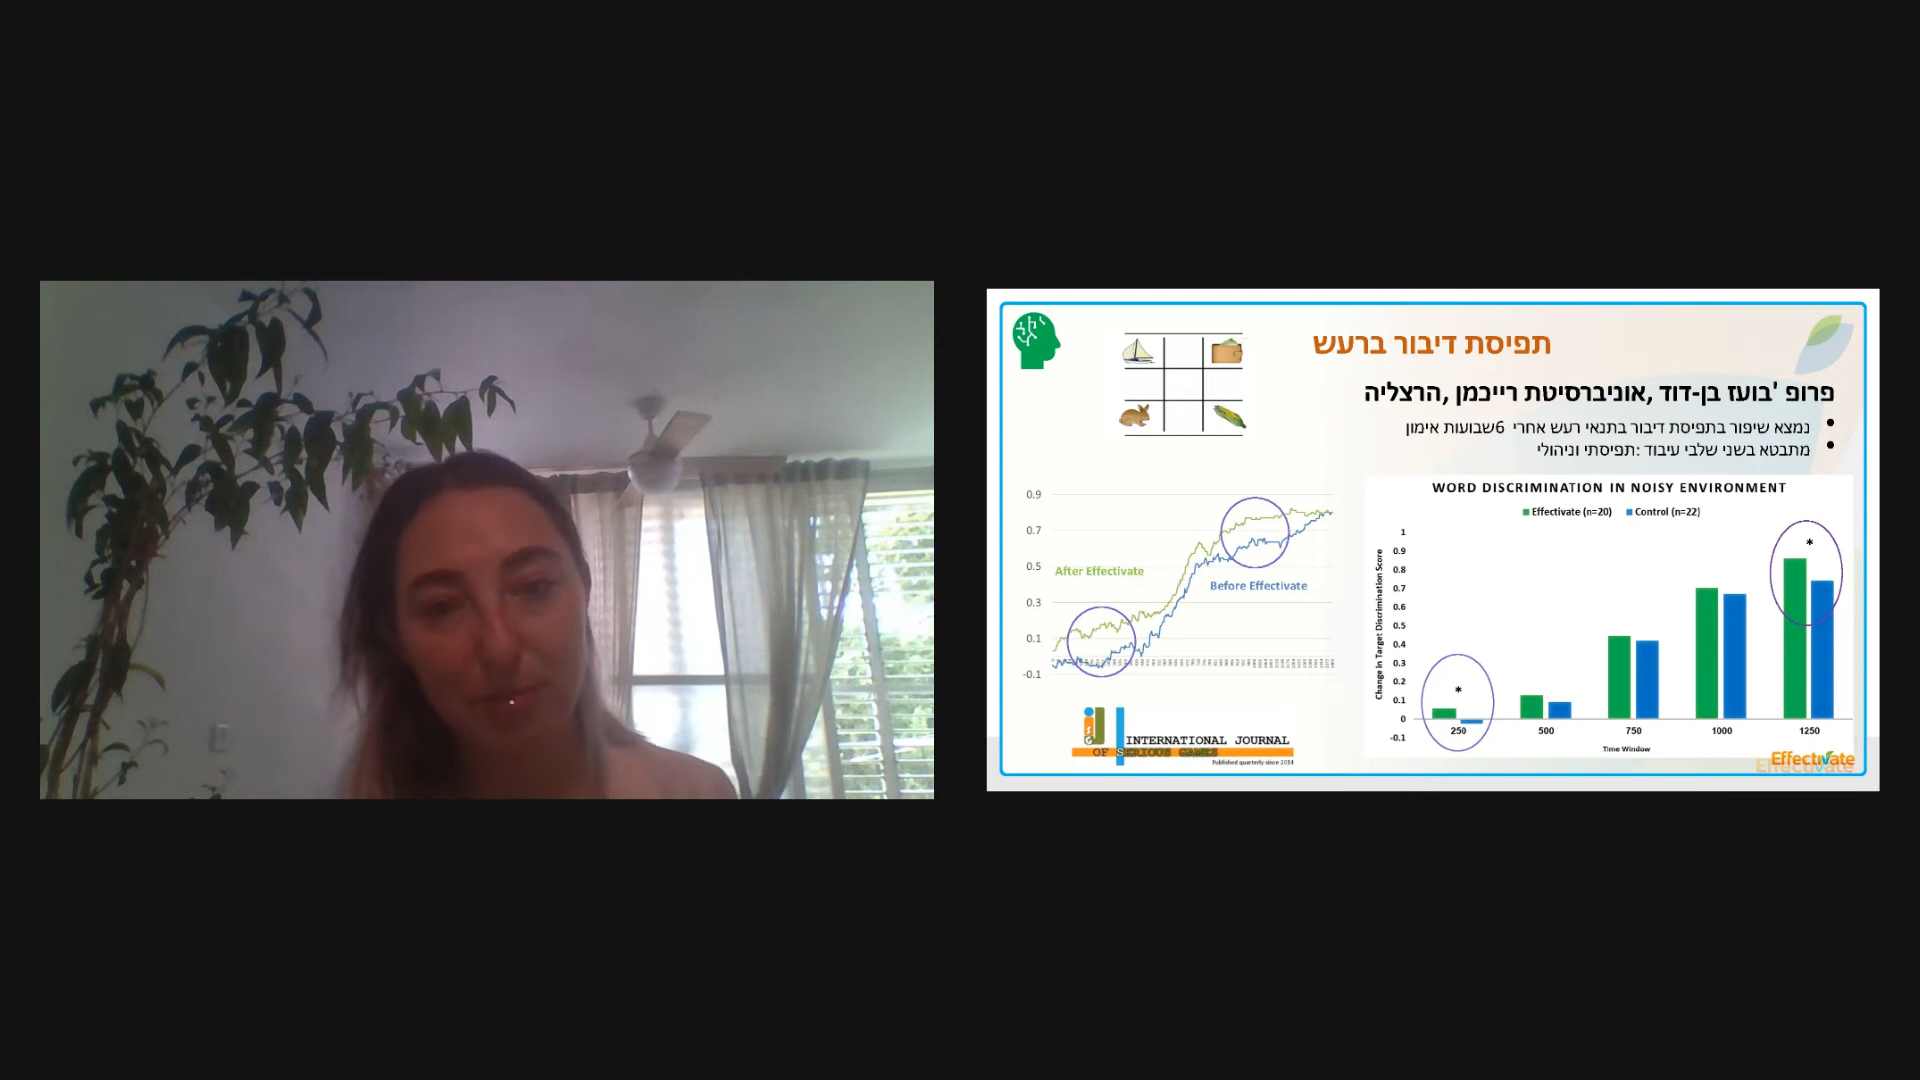 תפיסת דיבור ברעש
פרופ 'בועז בן-דוד ,אוניברסיטת רייכמן ,הרצליה
• נמצא שיפור בתפיסת דיבור בתנאי רעש אחרי 6שבועות אימון
• מתבטא בשני שלבי עיבוד :תפיסתי וניהולי
0.9
0.7
0.5
0.3
0.1
-0.1
After Effectivate
Before Effectivate
WORD DISCRIMINATION IN NOISY ENVIRONMENT
Effectivate (n=20) Control (n=22)
Change in Target Discrimination Score
1
0.9
0.8
0.7
0.6
0.5
0.4
0.3
0.2
0.1
0
-0.1
*
*
250 500 750 1000 1250
Time Window
INTERNATIONAL JOURNAL
OF SERIOUS GAMES
Published quarterly since 2014
Effectivate